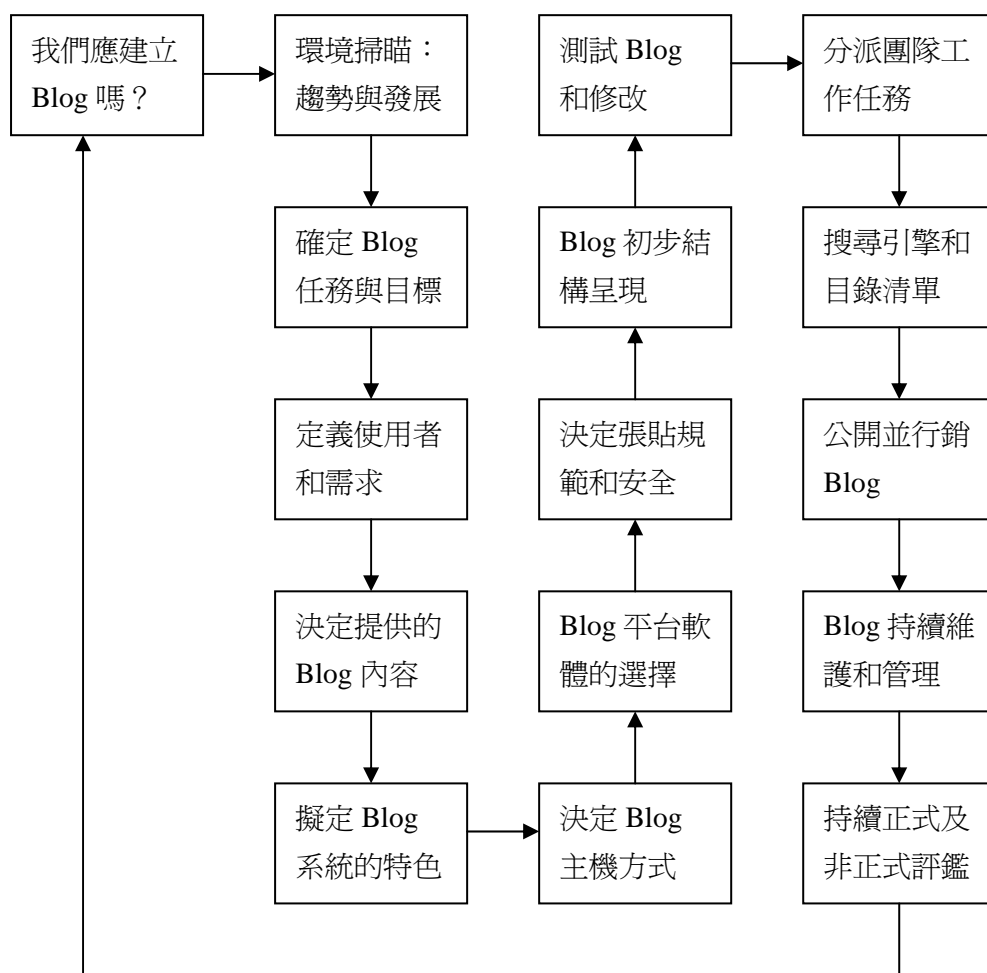 我們應建立
Blog 嗎？
環境掃瞄：
趨勢與發展
確定 Blog
任務與目標
定義使用者
和需求
決定提供的
Blog 內容
擬定 Blog
系統的特色
決定 Blog
主機方式
Blog 平台軟
體的選擇
決定張貼規
範和安全
Blog 初步結
構呈現
測試 Blog
和修改
分派團隊工
作任務
搜尋引擎和
目錄清單
公開並行銷
Blog
Blog 持續維
護和管理
持續正式及
非正式評鑑